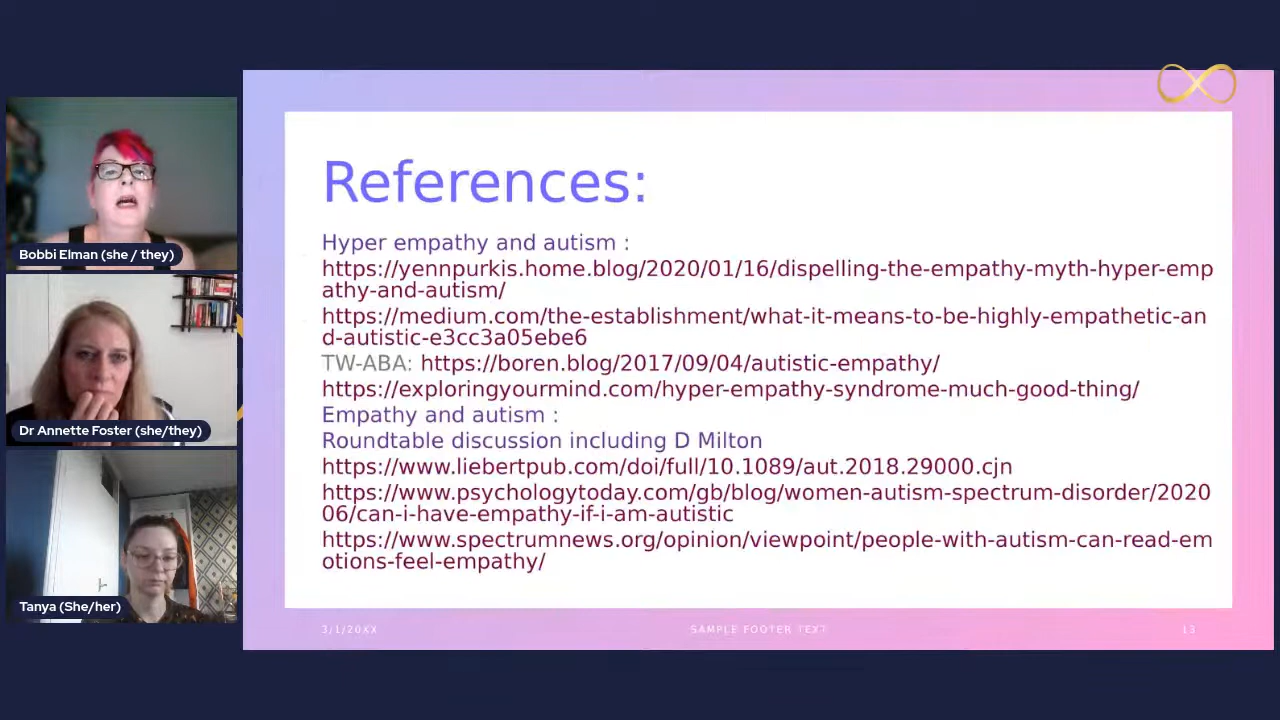 Bobbi Elman (she / they)
Dr Annette Foster (she/they)
Tanya (She/her)
References:
Hyper empathy and autism :
https://yennpurkis.home.blog/2020/01/16/dispelling-the-empathy-myth-hyper-emp
athy-and-autism/
https://medium.com/the-establishment/what-it-means-to-be-highly-empathetic-an
d-autistic-e3cc3a05ebe6
TW-ABA: https://boren.blog/2017/09/04/autistic-empathy/
https://exploringyourmind.com/hyper-empathy-syndrome-much-good-thing/
Empathy and autism :
Roundtable discussion including D Milton
https://www.liebertpub.com/doi/full/10.1089/aut.2018.29000.cjn
https://www.psychologytoday.com/gb/blog/women-autism-spectrum-disorder/2020
06/can-i-have-empathy-if-i-am-autistic
https://www.spectrumnews.org/opinion/viewpoint/people-with-autism-can-read-em
otions-feel-empathy/
3/1/20XX
SAMPLE FOOTER TEXT
13